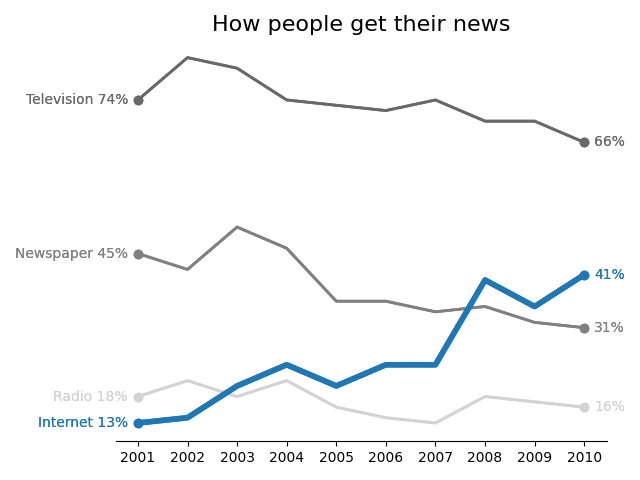 How people get their news
Television 74%
66%
Newspaper 45%
41%
31%
Radio 18%
16%
Internet 13%
2001 2002 2003 2004 2005 2006 2007 2008 2009 2010